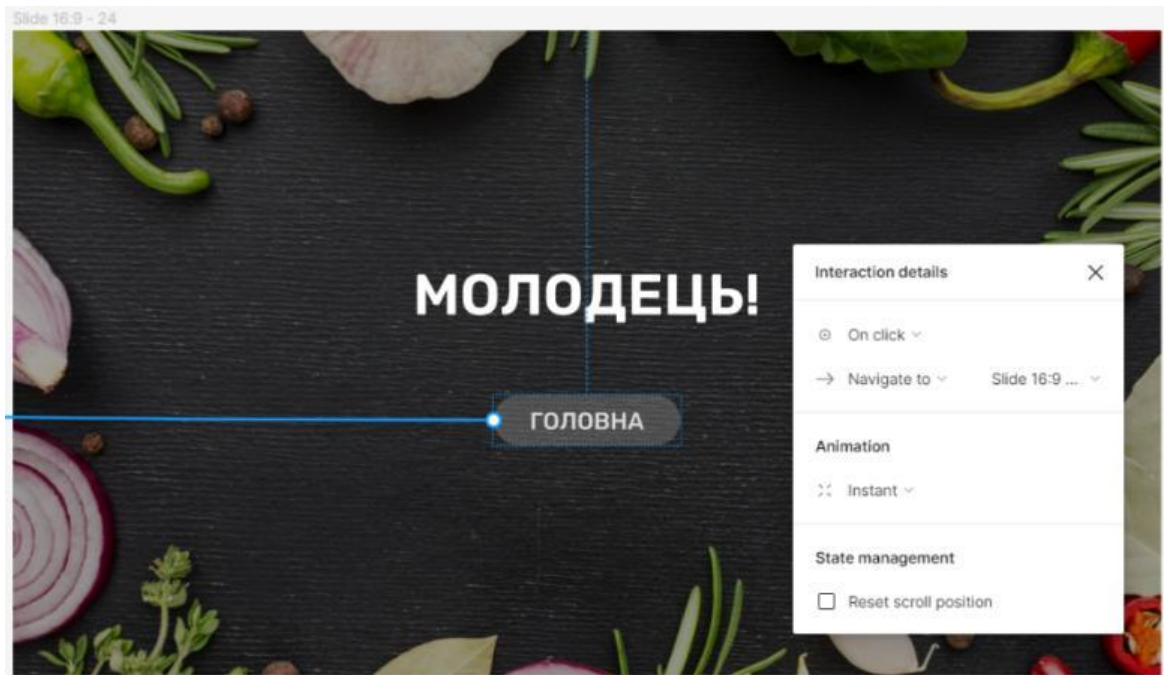 Slide 16:9 - 24
МОЛОДЕЦЬ!
ГОЛОВНА
Interaction details
On click
Navigate to Slide 16:9 ...
Animation
Instant
State management
Reset scroll position